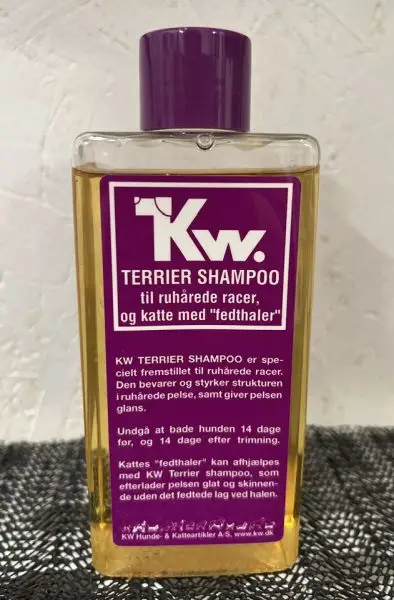 Kw.
TERRIER SHAMPOO
til ruhårede racer,
og katte med "fedthaler"
KW TERRIER SHAMPOO er spe-
cielt fremstillet til ruhårede racer.
Den bevarer og styrker strukturen
i ruhårede pelse, samt giver pelsen
glans.
Undgå at bade hunden 14 dage
før, og 14 dage efter trimning.
Kattes "fedthaler" kan afhjælpes
med KW Terrier shampoo, som
efterlader pelsen glat og skinnen-
de uden det fedtede lag ved halen.
KW Hunde- & Katteartikler A/S, www.kw.dk